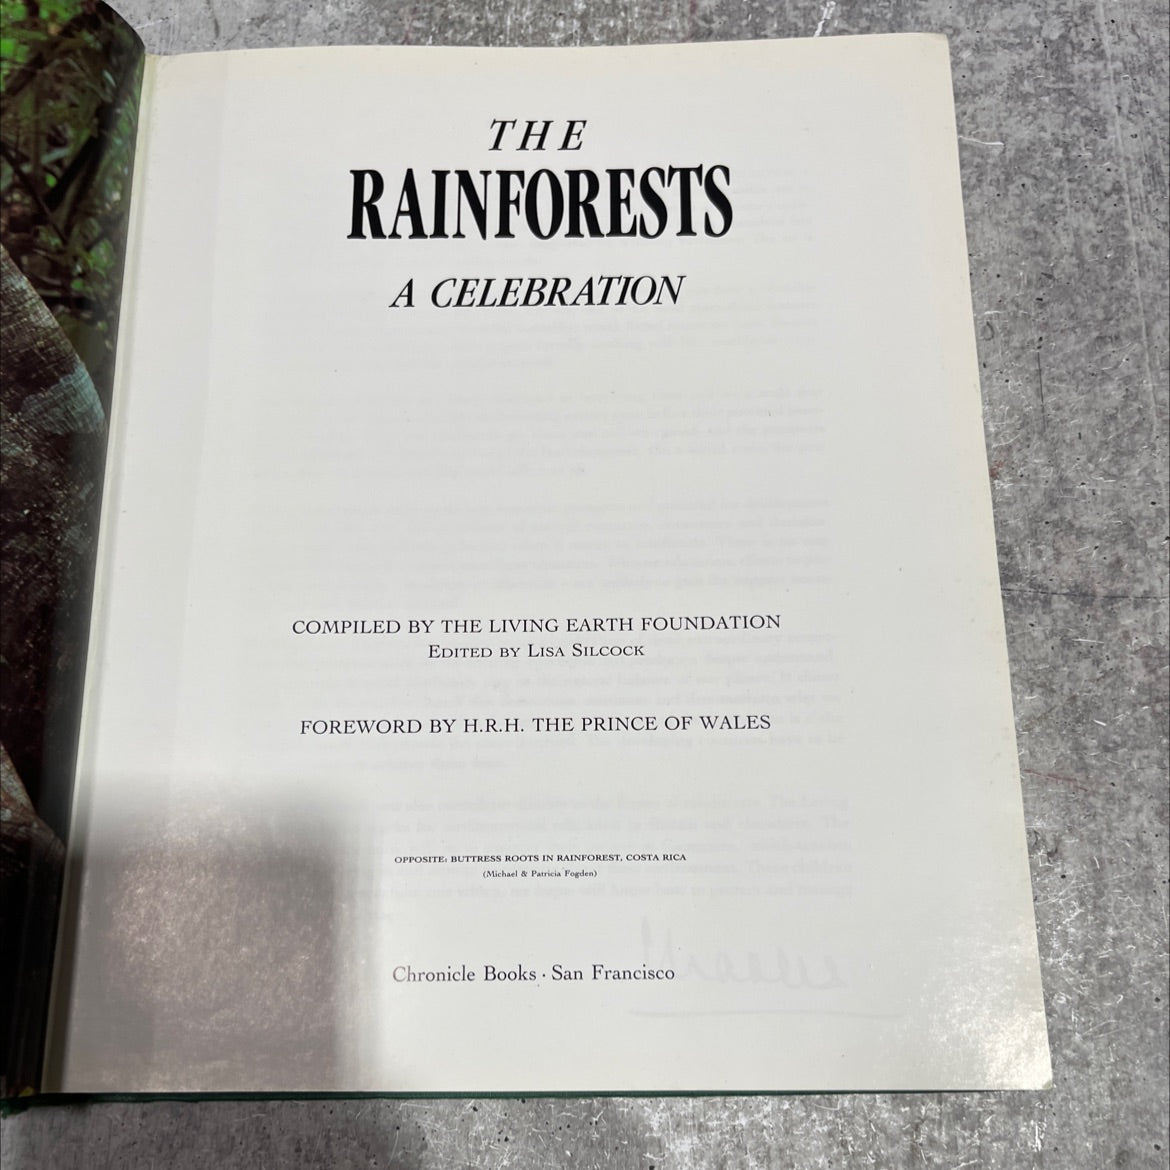 THE
RAINFORESTS
A CELEBRATION
COMPILED BY THE LIVING EARTH FOUNDATION
EDITED BY LISA SILCOCK
FOREWORD BY H.R.H. THE PRINCE OF WALES
OPPOSITE: BUTTRESS ROOTS IN RAINFOREST, COSTA RICA
(Michael & Patricia Fogden)
Chronicle Books · San Francisco